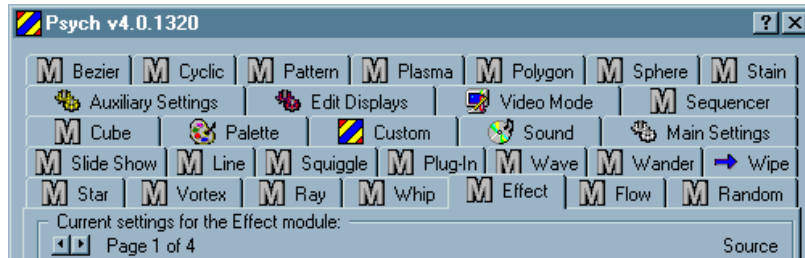 Psych v4.0.1320
Bezier Cyclic Pattern Plasma Polygon Sphere Stain
Auxiliary Settings Edit Displays Video Mode Sequencer
Cube Palette Custom Sound Main Settings
Slide Show Line Squiggle Plug-In Wave Wander Wipe
Star Vortex Ray Whip Effect Flow Random
Current settings for the Effect module:
Page 1 of 4 Source